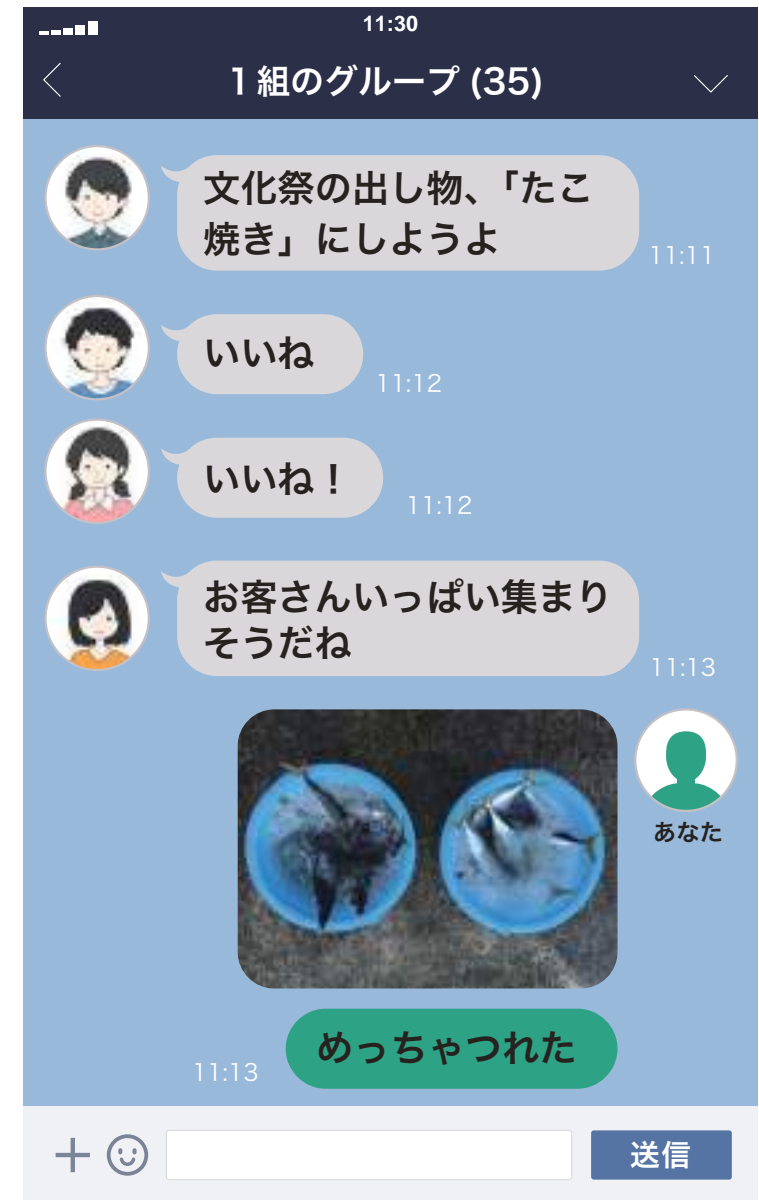 11:30
1組のグループ (35)
文化祭の出し物、「たこ
焼き」にしようよ
11:11
いいね
11:12
いいね！
11:12
お客さんいっぱい集まり
そうだね
11:13
あなた
めっちゃつれた
11:13
送信